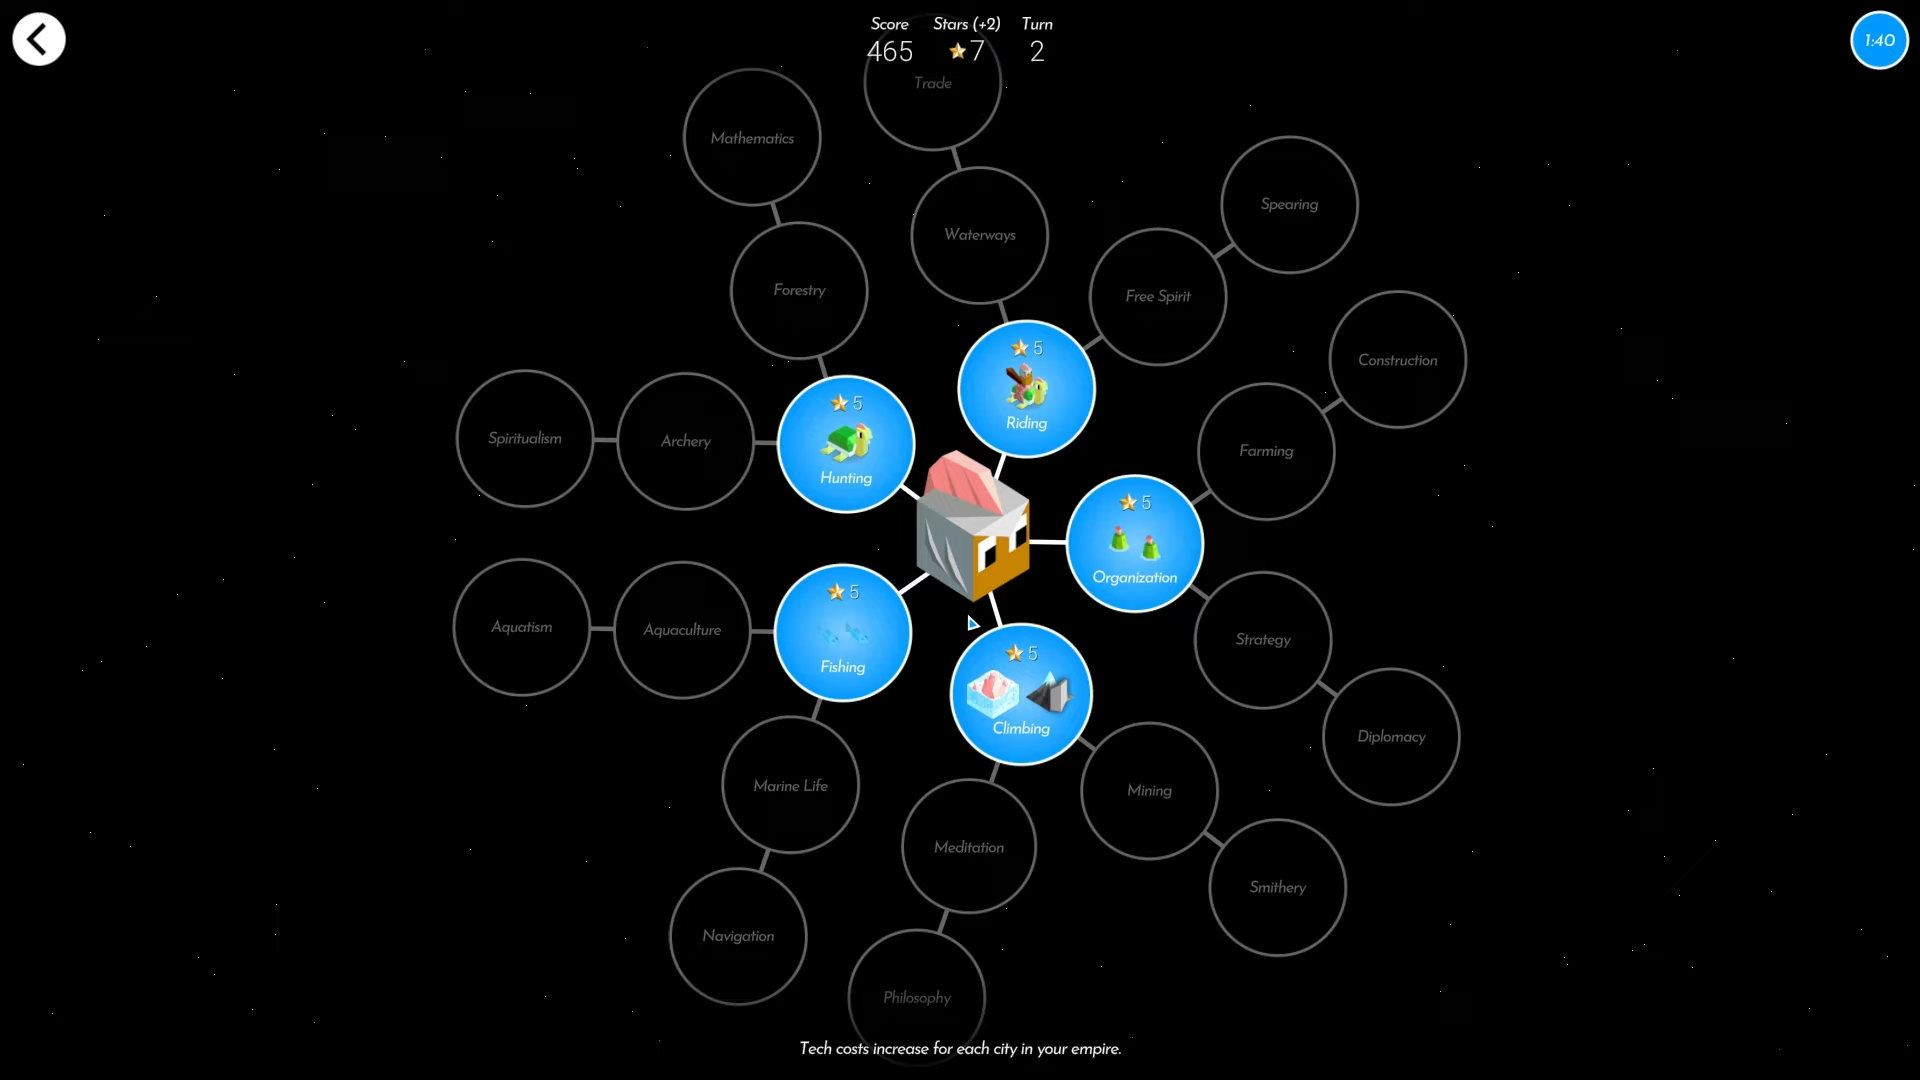 Score
465
Stars (+2)
7
Turn
2
1:40
Trade
Mathematics
Waterways
Spearing
Forestry
Free Spirit
5
Riding
Construction
5
Hunting
Spiritualism
Archery
Farming
5
Organization
5
Fishing
Aquatism
Aquaculture
5
Climbing
Strategy
Diplomacy
Marine Life
Mining
Meditation
Smithery
Navigation
Philosophy
Tech costs increase for each city in your empire.